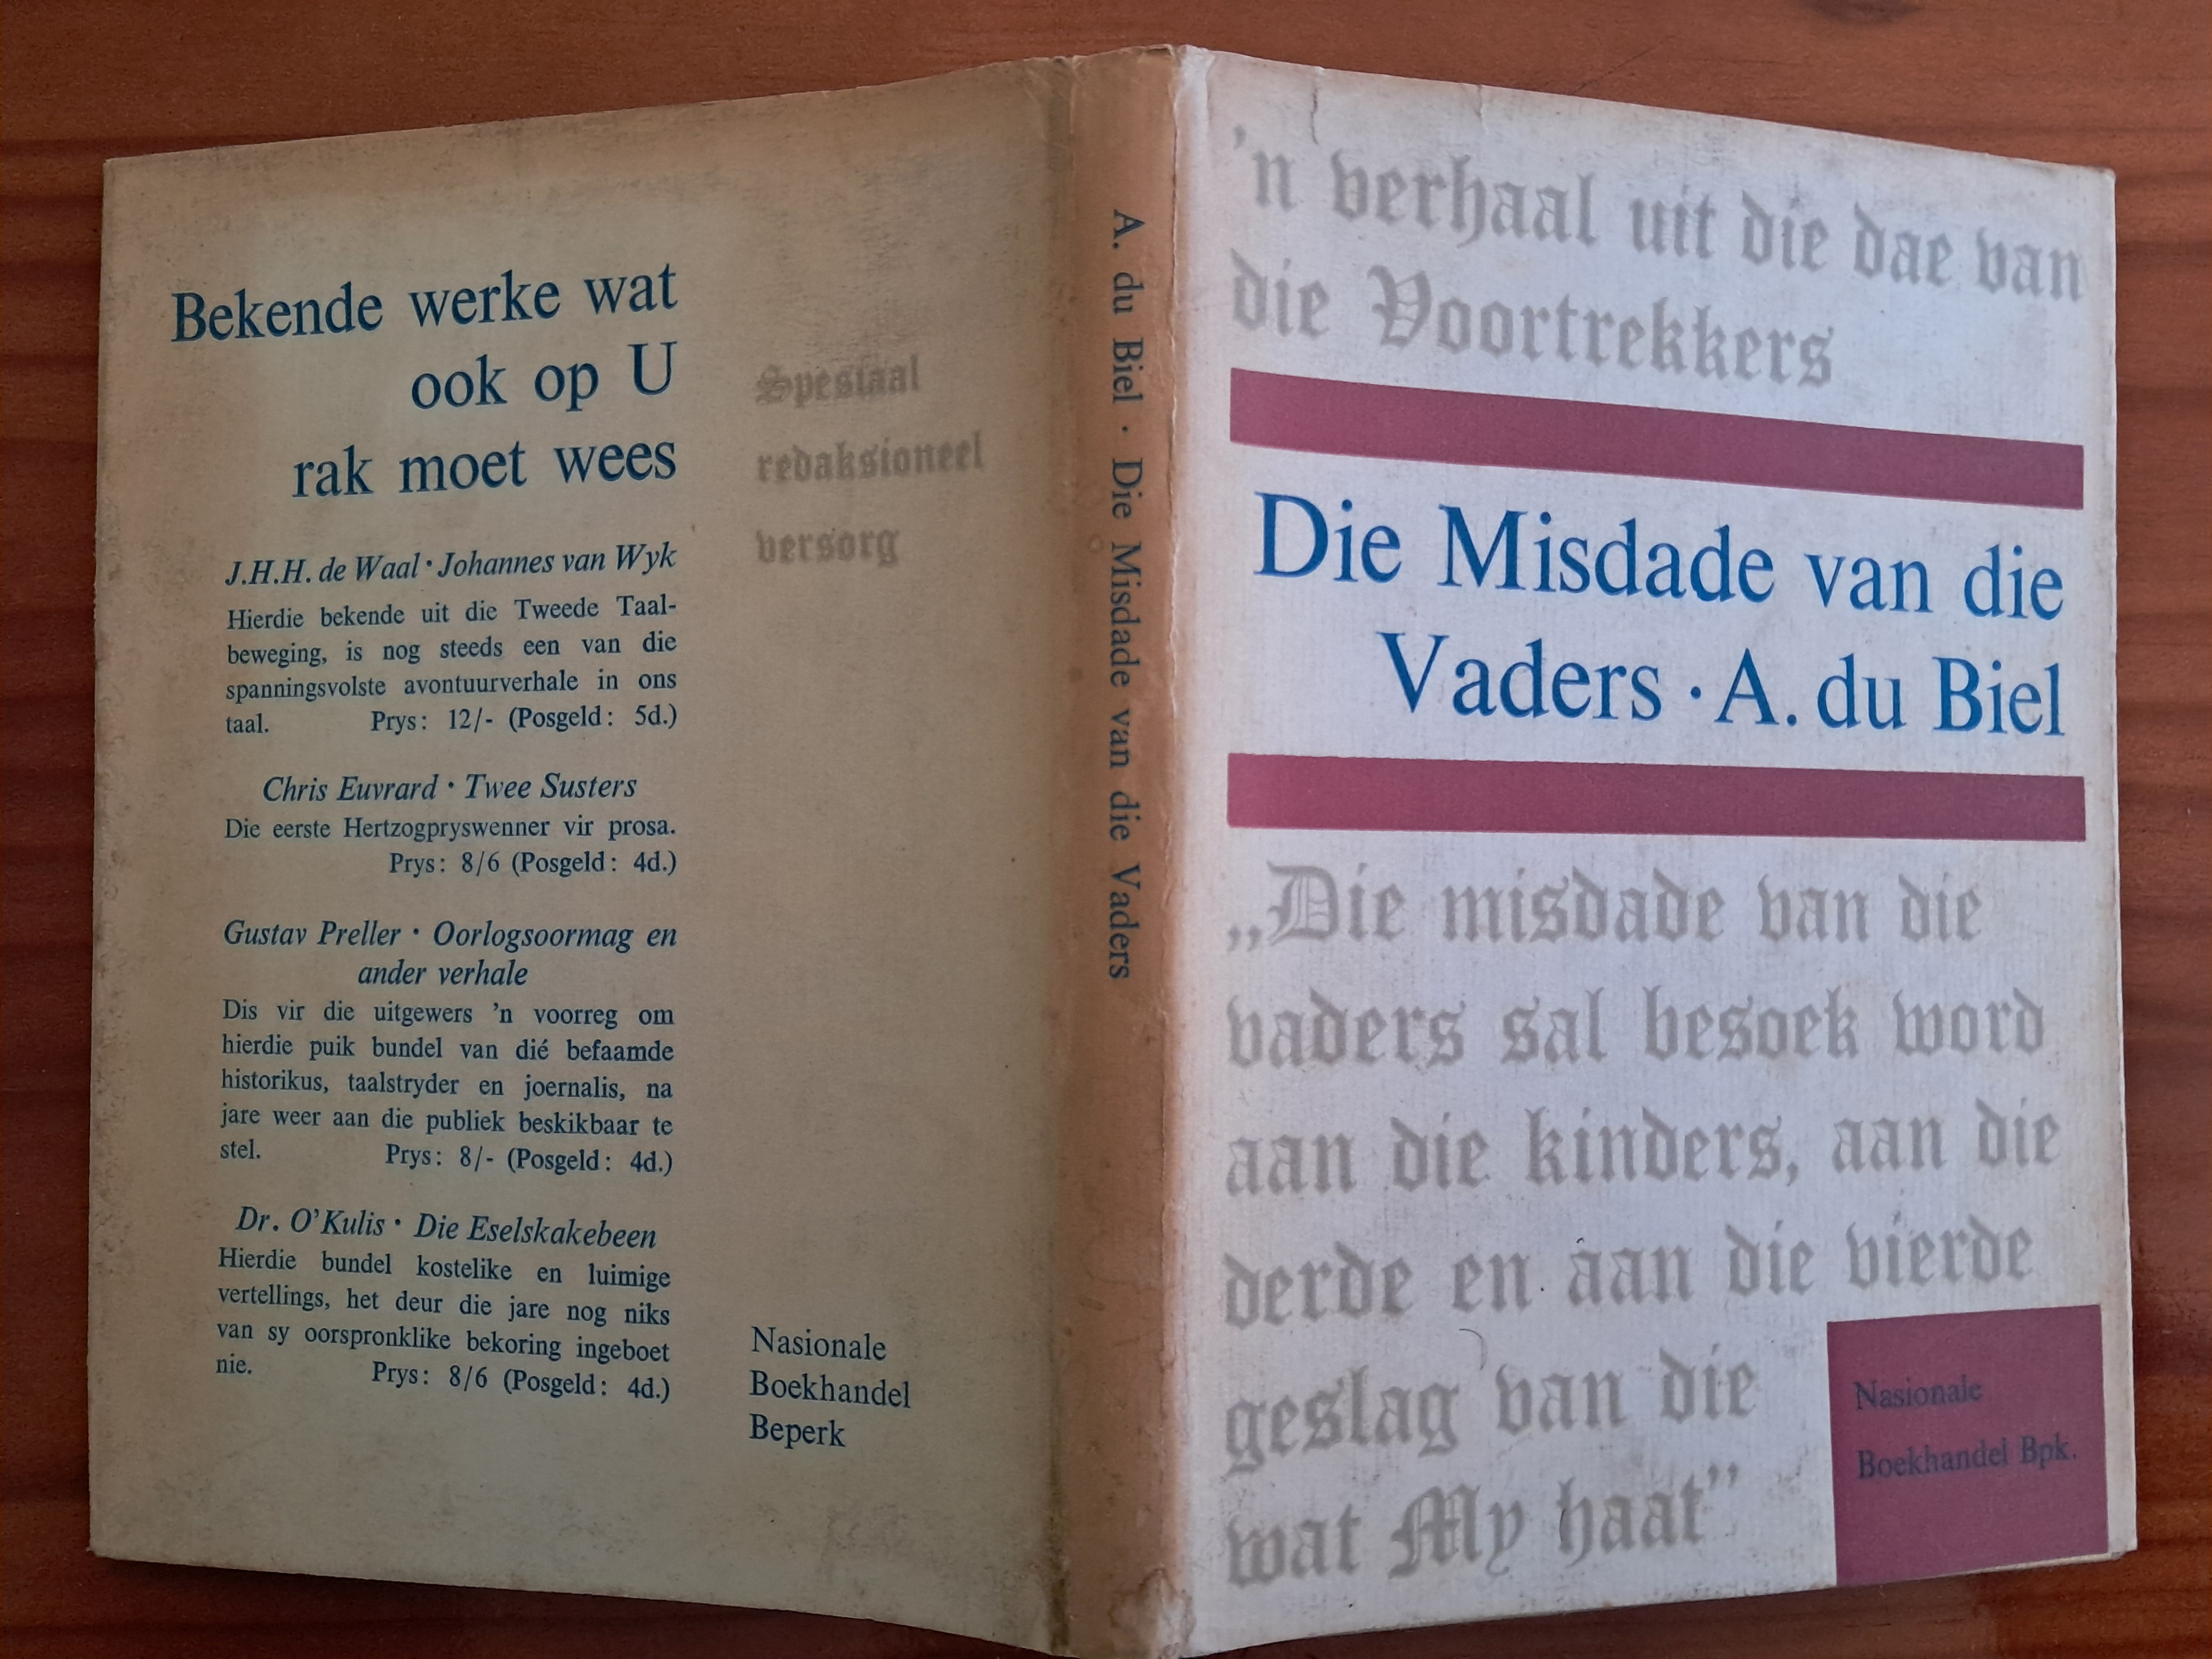 Bekende werke wat
ook op U
rak moet wees
J.H.H. de Waal · Johannes van Wyk
Hierdie bekende uit die Tweede Taal-
beweging, is nog steeds een van die
spanningsvolste avontuurverhale in ons
taal. Prys: 12/- (Posgeld: 5d.)
Chris Euvrard · Twee Susters
Die eerste Hertzogpryswenner vir prosa.
Prys: 8/6 (Posgeld: 4d.)
Gustav Preller · Oorlogsoormag en
ander verhale
Dis vir die uitgewers 'n voorreg om
hierdie puik bundel van dié befaamde
historikus, taalstryder en joernalis, na
jare weer aan die publiek beskikbaar te
stel. Prys: 8/- (Posgeld: 4d.)
Dr. O'Kulis · Die Eselskakebeen
Hierdie bundel kostelike en luimige
vertellings, het deur die jare nog niks
van sy oorspronklike bekoring ingeboet
nie. Prys: 8/6 (Posgeld: 4d.)
Spesiaal
redaksioneel
versorg
Nasionale
Boekhandel
Beperk
A. du Biel · Die Misdade van die Vaders
'n verhaal uit die dae van
die Voortrekkers
Die Misdade van die
Vaders · A. du Biel
„Die misdade van die
vaders sal besoek word
aan die kinders, aan die
derde en aan die vierde
geslag van die
wat My haat”
Nasionale
Boekhandel Bpk.